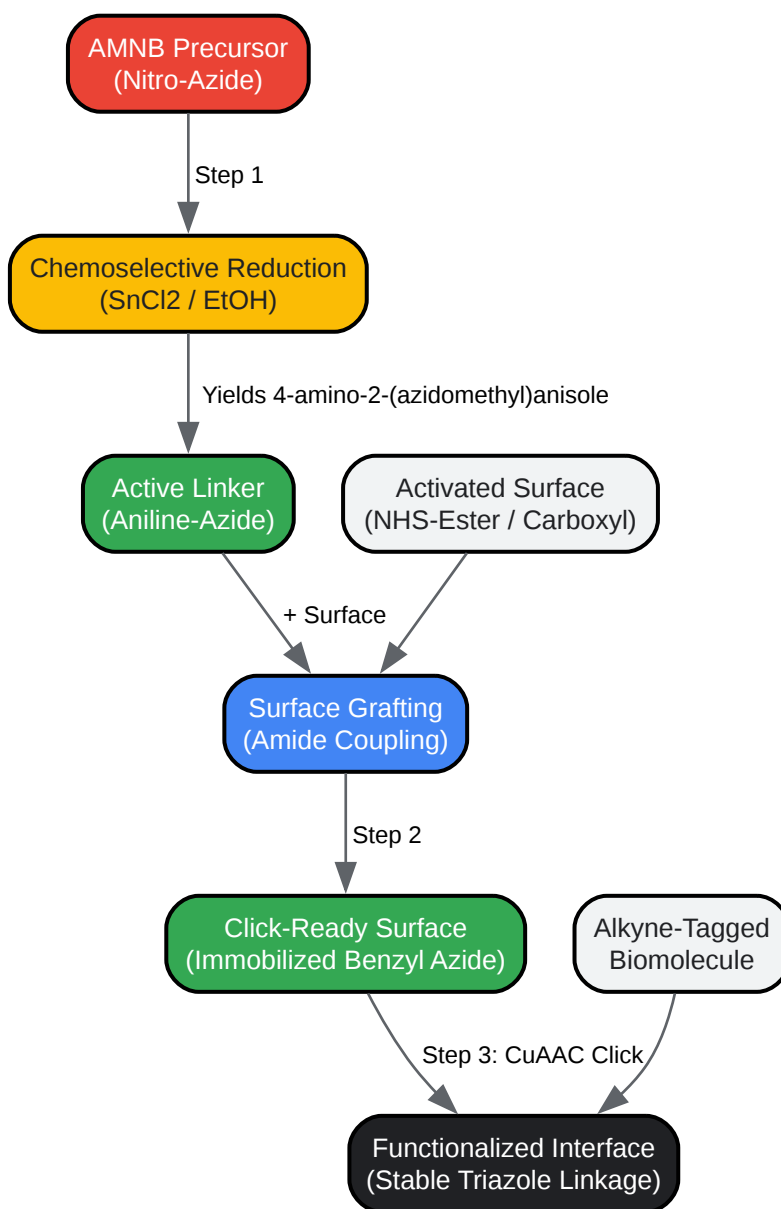 AMNB Precursor
(Nitro-Azide)
Step 1
Chemoselective Reduction
(SnCl2 / EtOH)
Yields 4-amino-2-(azidomethyl)anisole
Active Linker
(Aniline-Azide)
Activated Surface
(NHS-Ester / Carboxyl)
+ Surface
Surface Grafting
(Amide Coupling)
Step 2
Click-Ready Surface
(Immobilized Benzyl Azide)
Alkyne-Tagged
Biomolecule
Step 3: CuAAC Click
Functionalized Interface
(Stable Triazole Linkage)